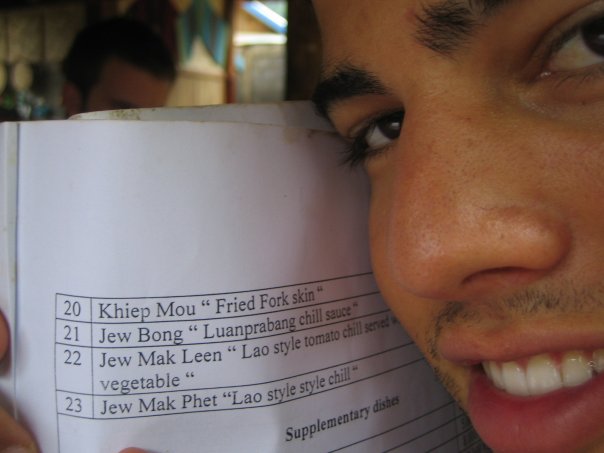 20 Khiep Mou “ Fried Fork skin “
21 Jew Bong “ Luanprabang chill sauce “
22 Jew Mak Leen “ Lao style tomato chill served
vegetable “
23 Jew Mak Phet “Lao style style chill“
Supplementary dishes